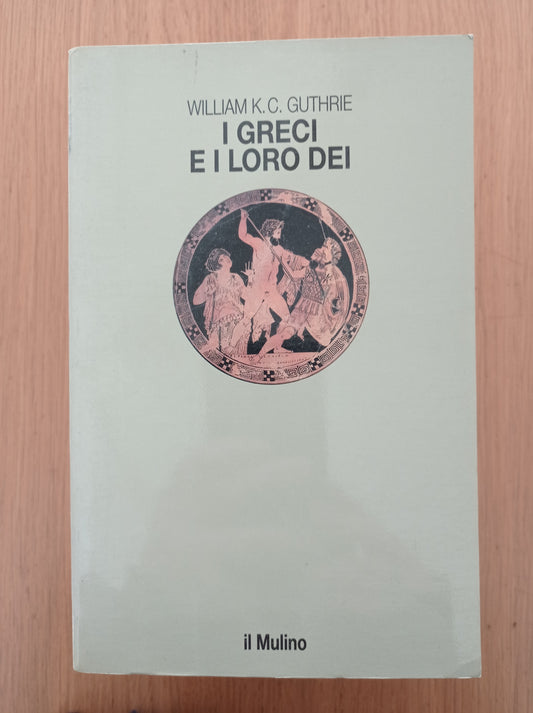 WILLIAM K.C. GUTHRIE
I GRECI
E I LORO DEI
il Mulino